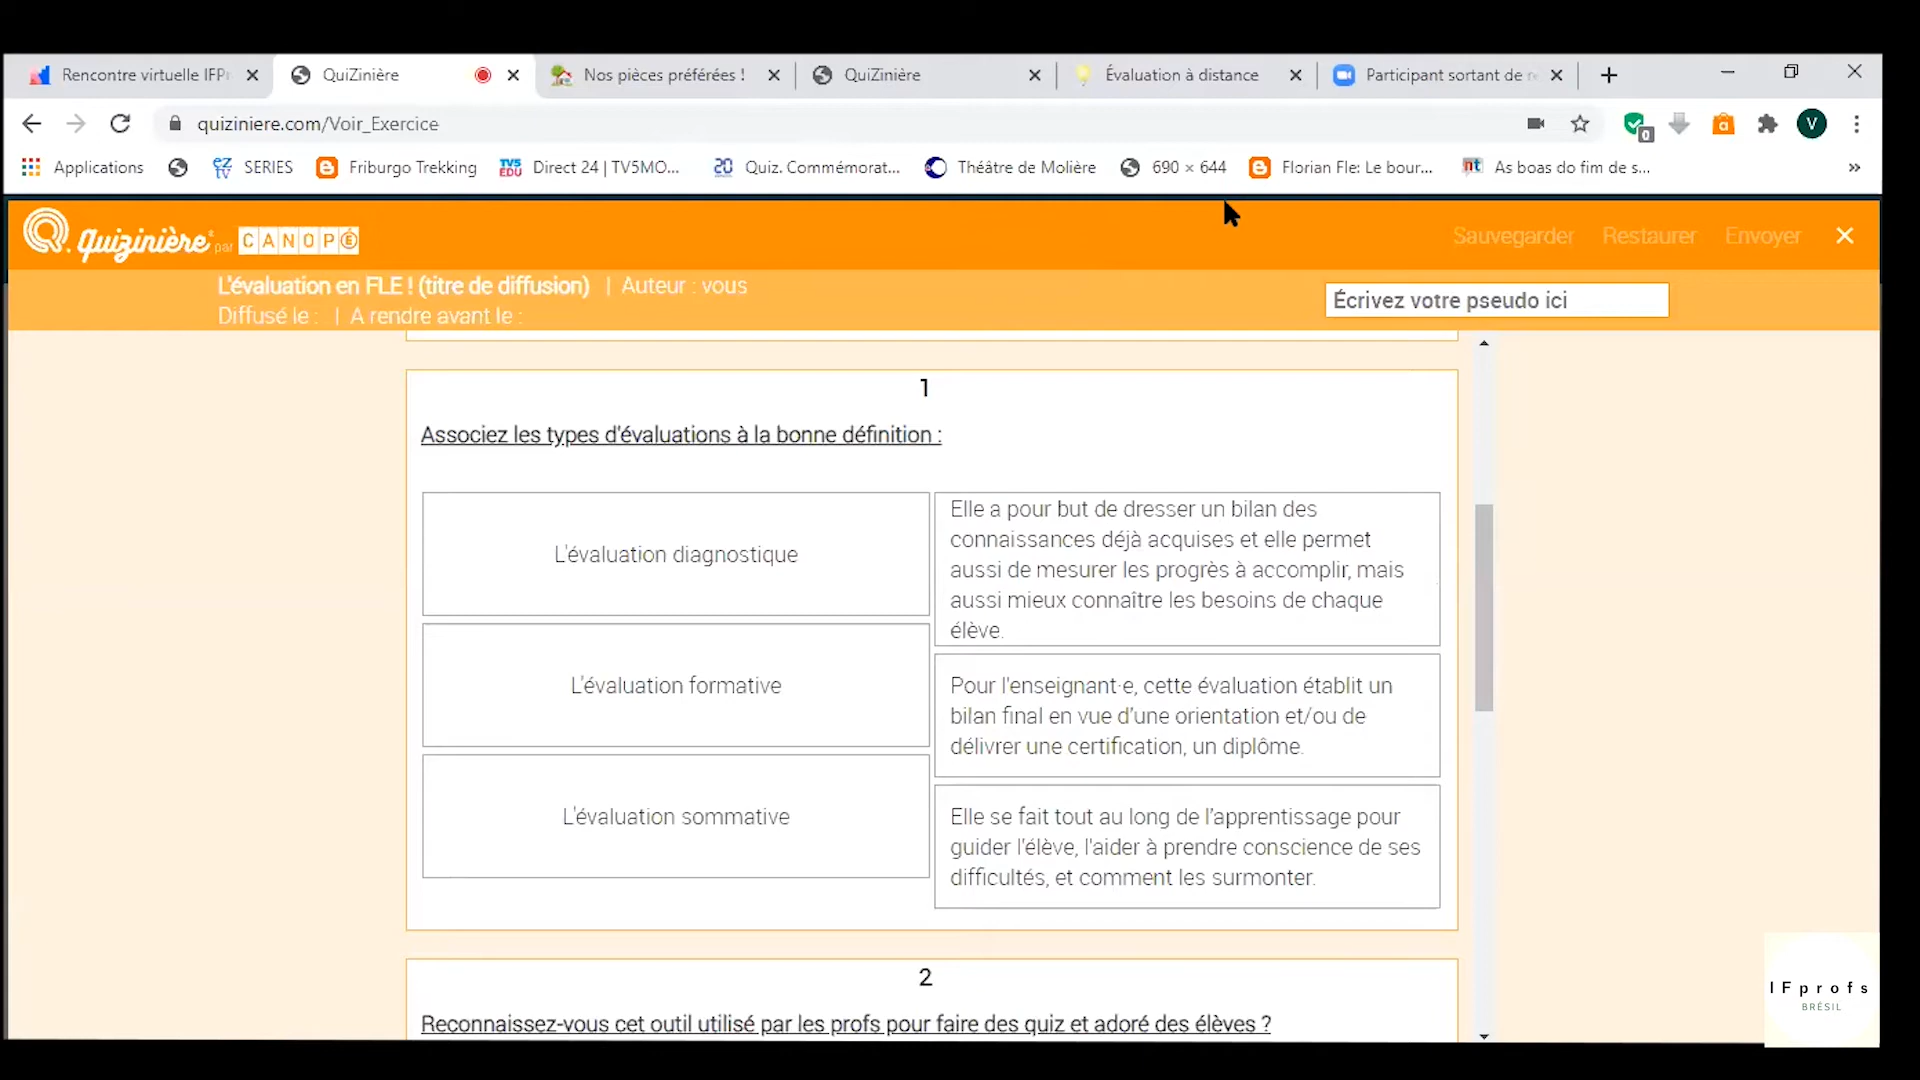 Rencontre virtuelle IFP
QuiZinière
Nos pièces préférées !
QuiZinière
Évaluation à distance
Participant sortant de
quiziniere.com/Voir_Exercice
0
V
Applications
SERIES
Friburgo Trekking
TV5 EDU
Direct 24 | TV5MO...
20
Quiz. Commémorat...
Théâtre de Molière
690 × 644
Florian Fle: Le bour...
nt
As boas do fim de s...
Quizinière par CANOPÉ
Sauvegarder
Restaurer
Envoyer
L'évaluation en FLE ! (titre de diffusion) | Auteur : vous
Diffusé le : | A rendre avant le :
Écrivez votre pseudo ici
1
Associez les types d'évaluations à la bonne définition :
L'évaluation diagnostique
L'évaluation formative
L'évaluation sommative
Elle a pour but de dresser un bilan des
connaissances déjà acquises et elle permet
aussi de mesurer les progrès à accomplir, mais
aussi mieux connaître les besoins de chaque
élève.
Pour l'enseignant·e, cette évaluation établit un
bilan final en vue d'une orientation et/ou de
délivrer une certification, un diplôme.
Elle se fait tout au long de l'apprentissage pour
guider l'élève, l'aider à prendre conscience de ses
difficultés, et comment les surmonter.
2
Reconnaissez-vous cet outil utilisé par les profs pour faire des quiz et adoré des élèves ?
IFprofs
BRÉSIL